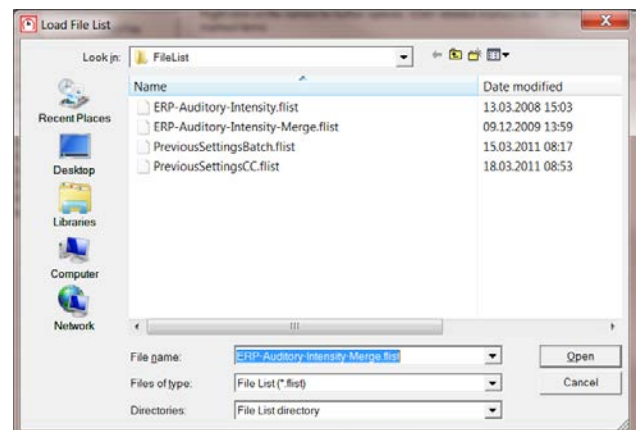 Load File List
Look in: FileList
Name Date modified
ERP-Auditory-Intensity.flist 13.03.2008 15:03
ERP-Auditory-Intensity-Merge.flist 09.12.2009 13:59
PreviousSettingsBatch.flist 15.03.2011 08:17
PreviousSettingsCC.flist 18.03.2011 08:53
Recent Places
Desktop
Libraries
Computer
Network
File name: ERP-Auditory-Intensity-Merge.flist Open
Files of type: File List (*.flist) Cancel
Directories: File List directory